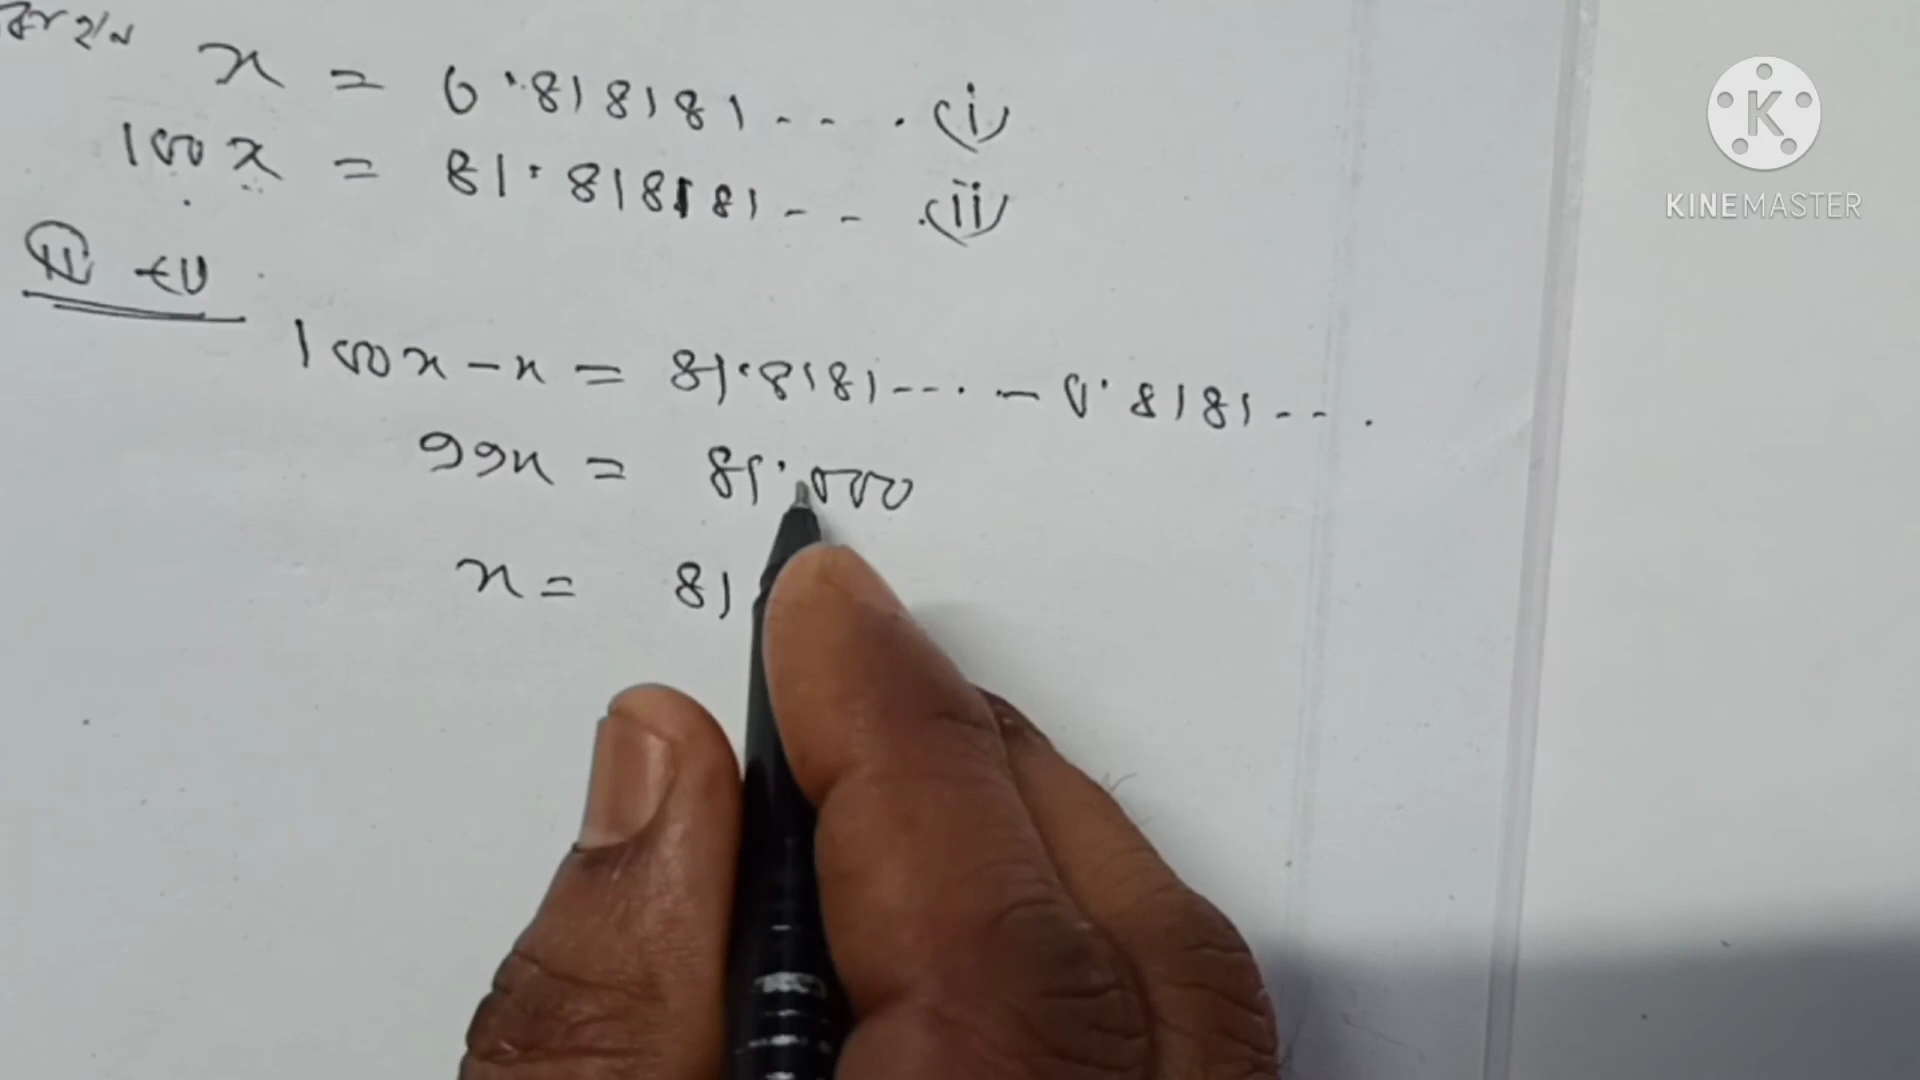 x = 0.818181 - - . (i)
100x = 81.81８181 - - . (ii)
100x - x = 81.8181 - - . . - 0.8181 - - .
99x = 81.000
x = 81
K
KINEMASTER